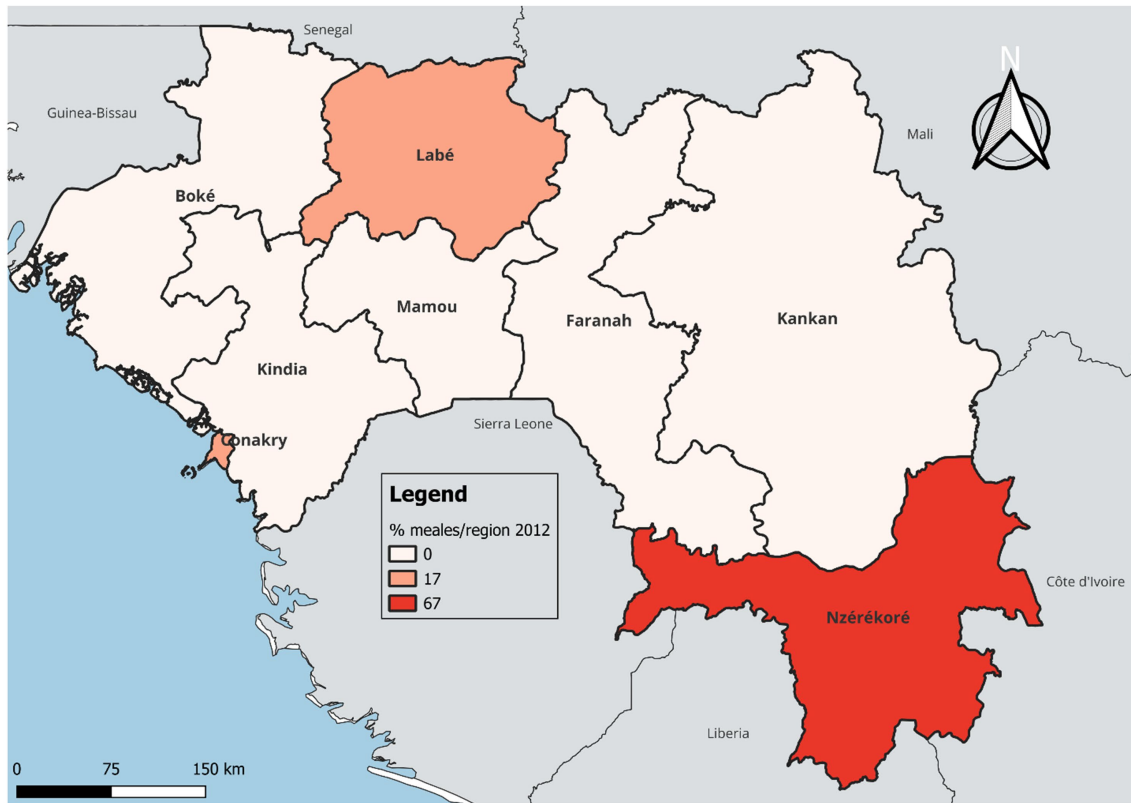 Senegal
N
Guinea-Bissau
Mali
Labé
Boké
Mamou
Faranah
Kankan
Kindia
Sierra Leone
Conakry
Legend
% meales/region 2012
0
17
67
Côte d'Ivoire
Nzérékoré
Liberia
0 75 150 km